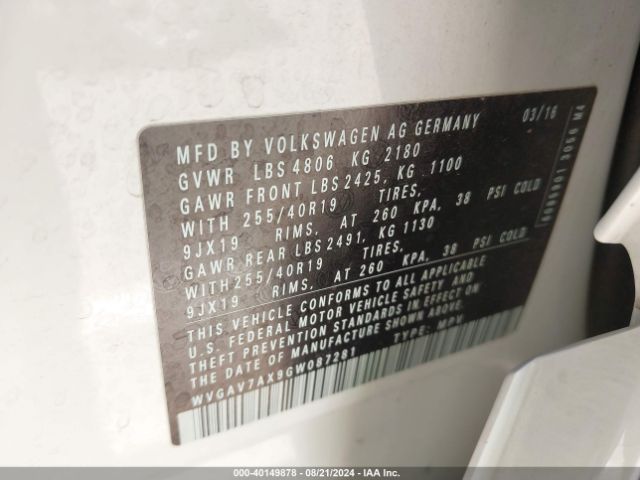 MFD BY VOLKSWAGEN AG GERMANY 03/16
GVWR LBS 4806 KG 2180
GAWR FRONT LBS 2425, KG 1100
WITH 255/40R19 TIRES,
9JX19 RIMS, AT 260 KPA, 38 PSI COLD
GAWR REAR LBS 2491, KG 1130
WITH 255/40R19 TIRES,
9JX19 RIMS, AT 260 KPA, 38 PSI COLD
THIS VEHICLE CONFORMS TO ALL APPLICABLE
U.S. FEDERAL MOTOR VEHICLE SAFETY AND
THEFT PREVENTION STANDARDS IN EFFECT ON
THE DATE OF MANUFACTURE SHOWN ABOVE.
WVGAV7AX9GW087281 TYPE: MPV
3066 M4
000-40149878 - 08/21/2024 - IAA Inc.